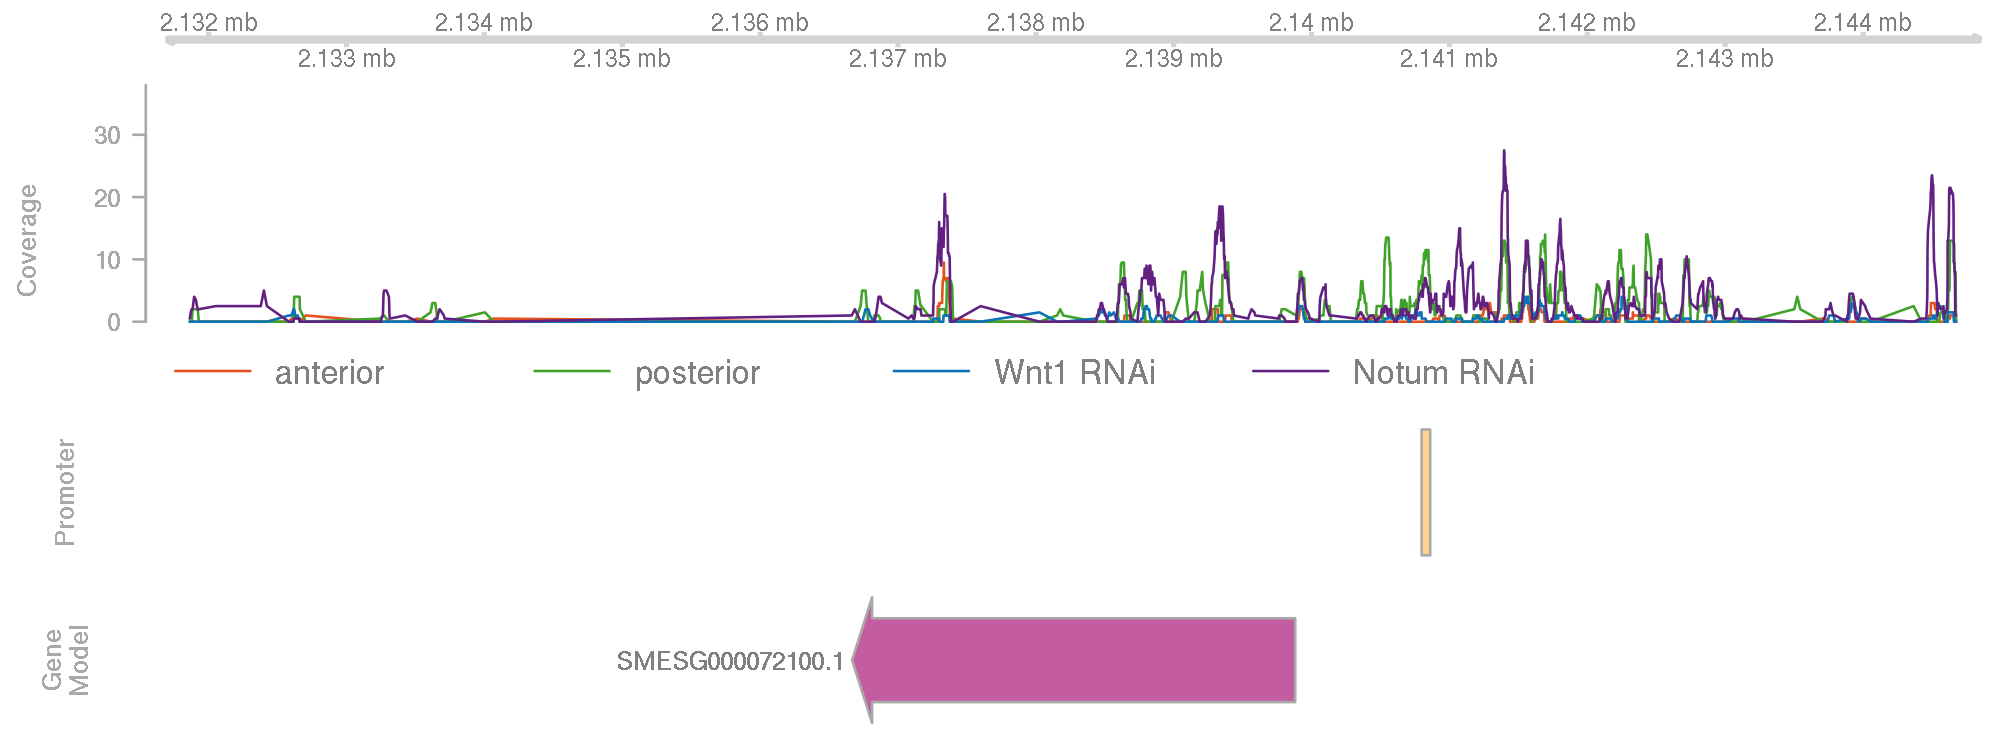 2.132 mb 2.134 mb 2.136 mb 2.138 mb 2.14 mb 2.142 mb 2.144 mb
2.133 mb 2.135 mb 2.137 mb 2.139 mb 2.141 mb 2.143 mb
Coverage
30
20
10
0
anterior posterior Wnt1 RNAi Notum RNAi
Promoter
Gene
Model
SMESG000072100.1